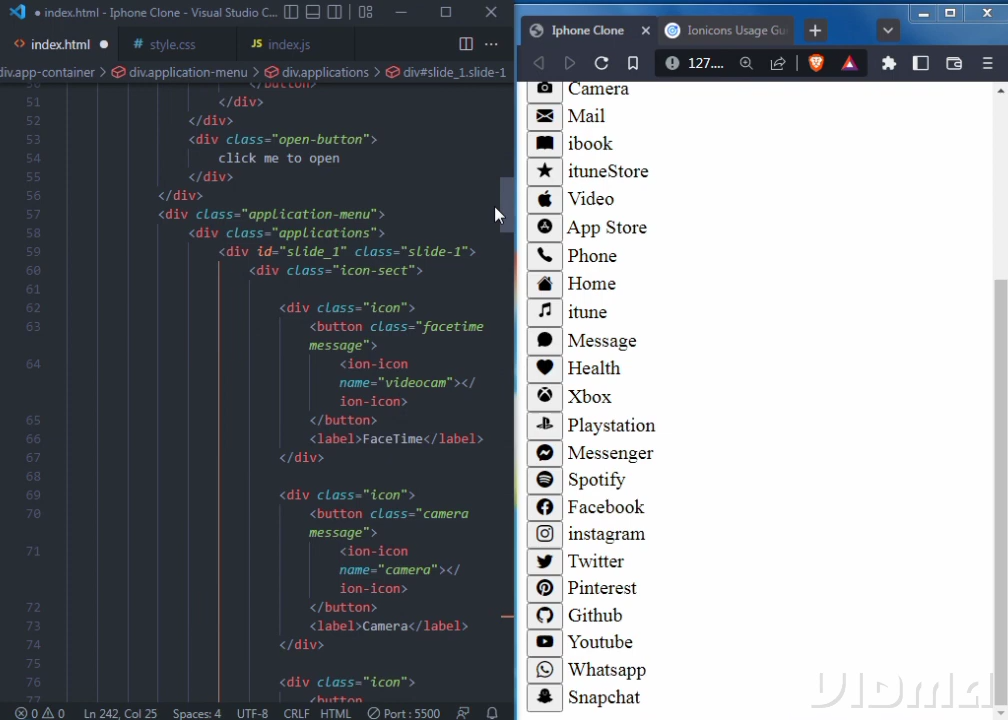 index.html - Iphone Clone - Visual Studio C...
index.html
style.css
JS index.js
div.app-container > div.application-menu > div.applications > div#slide_1.slide-1
50 </button>
51 </div>
52 </div>
53 <div class="open-button">
54 click me to open
55 </div>
56 </div>
57 <div class="application-menu">
58 <div class="applications">
59 <div id="slide_1" class="slide-1">
60 <div class="icon-sect">
61
62 <div class="icon">
63 <button class="facetime
message">
64 <ion-icon
name="videocam"></
ion-icon>
65 </button>
66 <label>FaceTime</label>
67 </div>
68
69 <div class="icon">
70 <button class="camera
message">
71 <ion-icon
name="camera"></
ion-icon>
72 </button>
73 <label>Camera</label>
74 </div>
75
76 <div class="icon">
77 <button
0 0 Ln 242, Col 25 Spaces: 4 UTF-8 CRLF HTML Port : 5500
Iphone Clone
Ionicons Usage Gu
127....
Camera
Mail
ibook
ituneStore
Video
App Store
Phone
Home
itune
Message
Health
Xbox
Playstation
Messenger
Spotify
Facebook
instagram
Twitter
Pinterest
Github
Youtube
Whatsapp
Snapchat